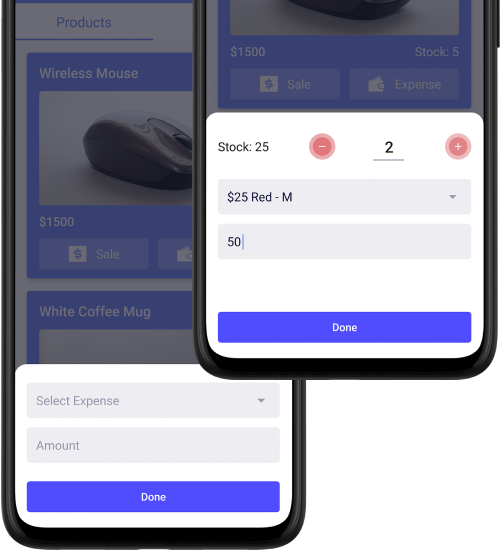 Products
Wireless Mouse
$1500
Sale
White Coffee Mug
Select Expense
Amount
Done
$1500 Stock: 5
Sale Expense
Stock: 25 − 2 +
$25 Red - M
50
Done